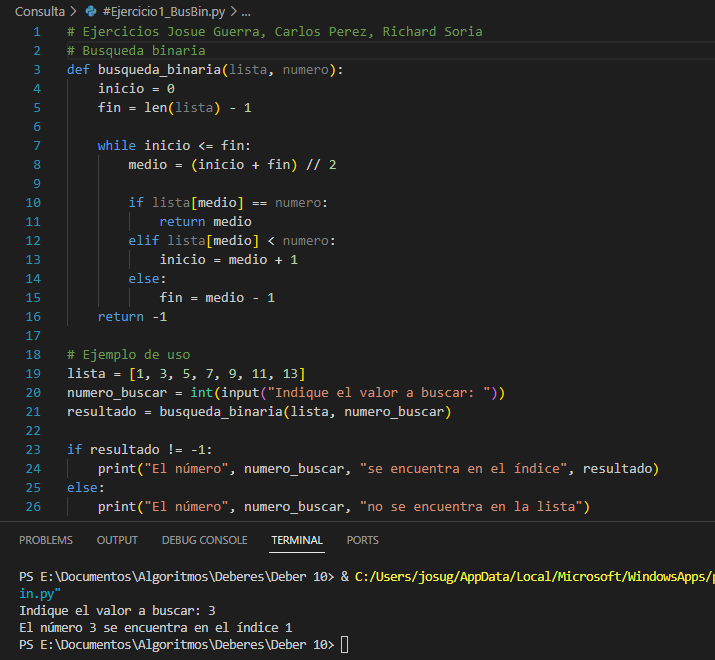 Consulta > #Ejercicio1_BusBin.py > ...
1 # Ejercicios Josue Guerra, Carlos Perez, Richard Soria
2 # Busqueda binaria
3 def busqueda_binaria(lista, numero):
4     inicio = 0
5     fin = len(lista) - 1
6
7     while inicio <= fin:
8         medio = (inicio + fin) // 2
9
10         if lista[medio] == numero:
11             return medio
12         elif lista[medio] < numero:
13             inicio = medio + 1
14         else:
15             fin = medio - 1
16     return -1
17
18 # Ejemplo de uso
19 lista = [1, 3, 5, 7, 9, 11, 13]
20 numero_buscar = int(input("Indique el valor a buscar: "))
21 resultado = busqueda_binaria(lista, numero_buscar)
22
23 if resultado != -1:
24     print("El número", numero_buscar, "se encuentra en el índice", resultado)
25 else:
26     print("El número", numero_buscar, "no se encuentra en la lista")
PROBLEMS OUTPUT DEBUG CONSOLE TERMINAL PORTS
PS E:\Documentos\Algoritmos\Deberes\Deber 10> & C:/Users/josug/AppData/Local/Microsoft/WindowsApps/
in.py"
Indique el valor a buscar: 3
El número 3 se encuentra en el índice 1
PS E:\Documentos\Algoritmos\Deberes\Deber 10>